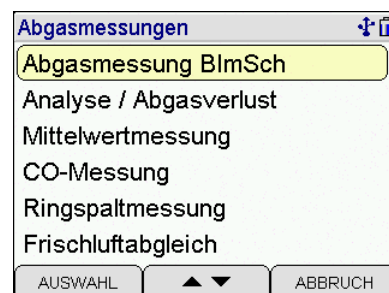 Abgasmessungen
Abgasmessung BImSch
Analyse / Abgasverlust
Mittelwertmessung
CO-Messung
Ringspaltmessung
Frischluftabgleich
AUSWAHL ▲ ▼ ABBRUCH